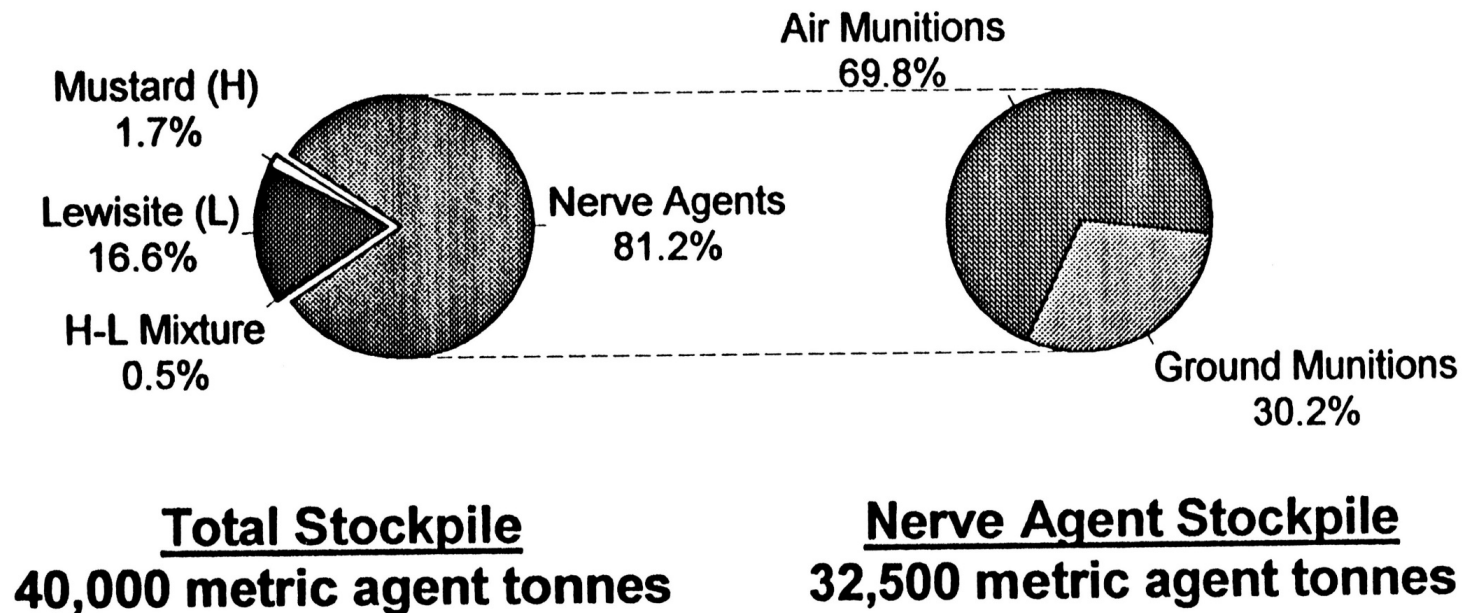 Mustard (H)
1.7%
Lewisite (L)
16.6%
H-L Mixture
0.5%
Nerve Agents
81.2%
Air Munitions
69.8%
Ground Munitions
30.2%
Total Stockpile
40,000 metric agent tonnes
Nerve Agent Stockpile
32,500 metric agent tonnes